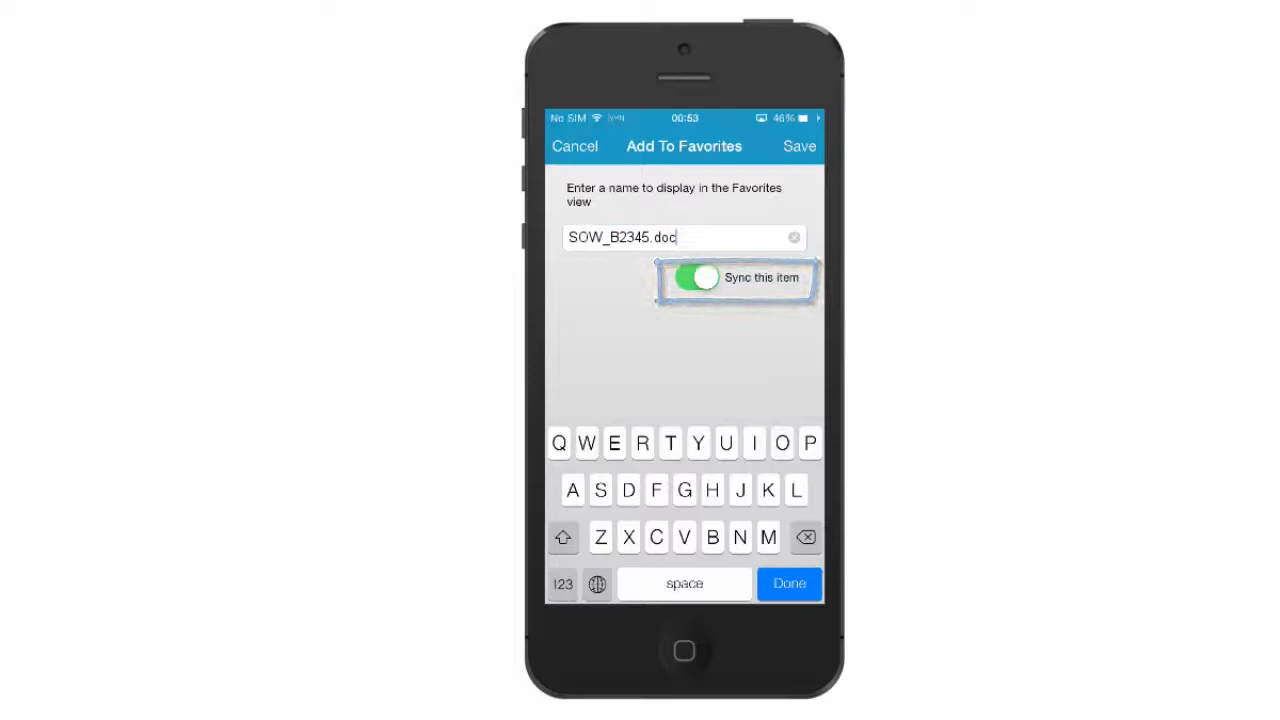 No SIM VPN 00:53 46%
Cancel Add To Favorites Save
Enter a name to display in the Favorites
view
SOW_B2345.doc
Sync this item
Q W E R T Y U I O P
A S D F G H J K L
Z X C V B N M
123 space Done